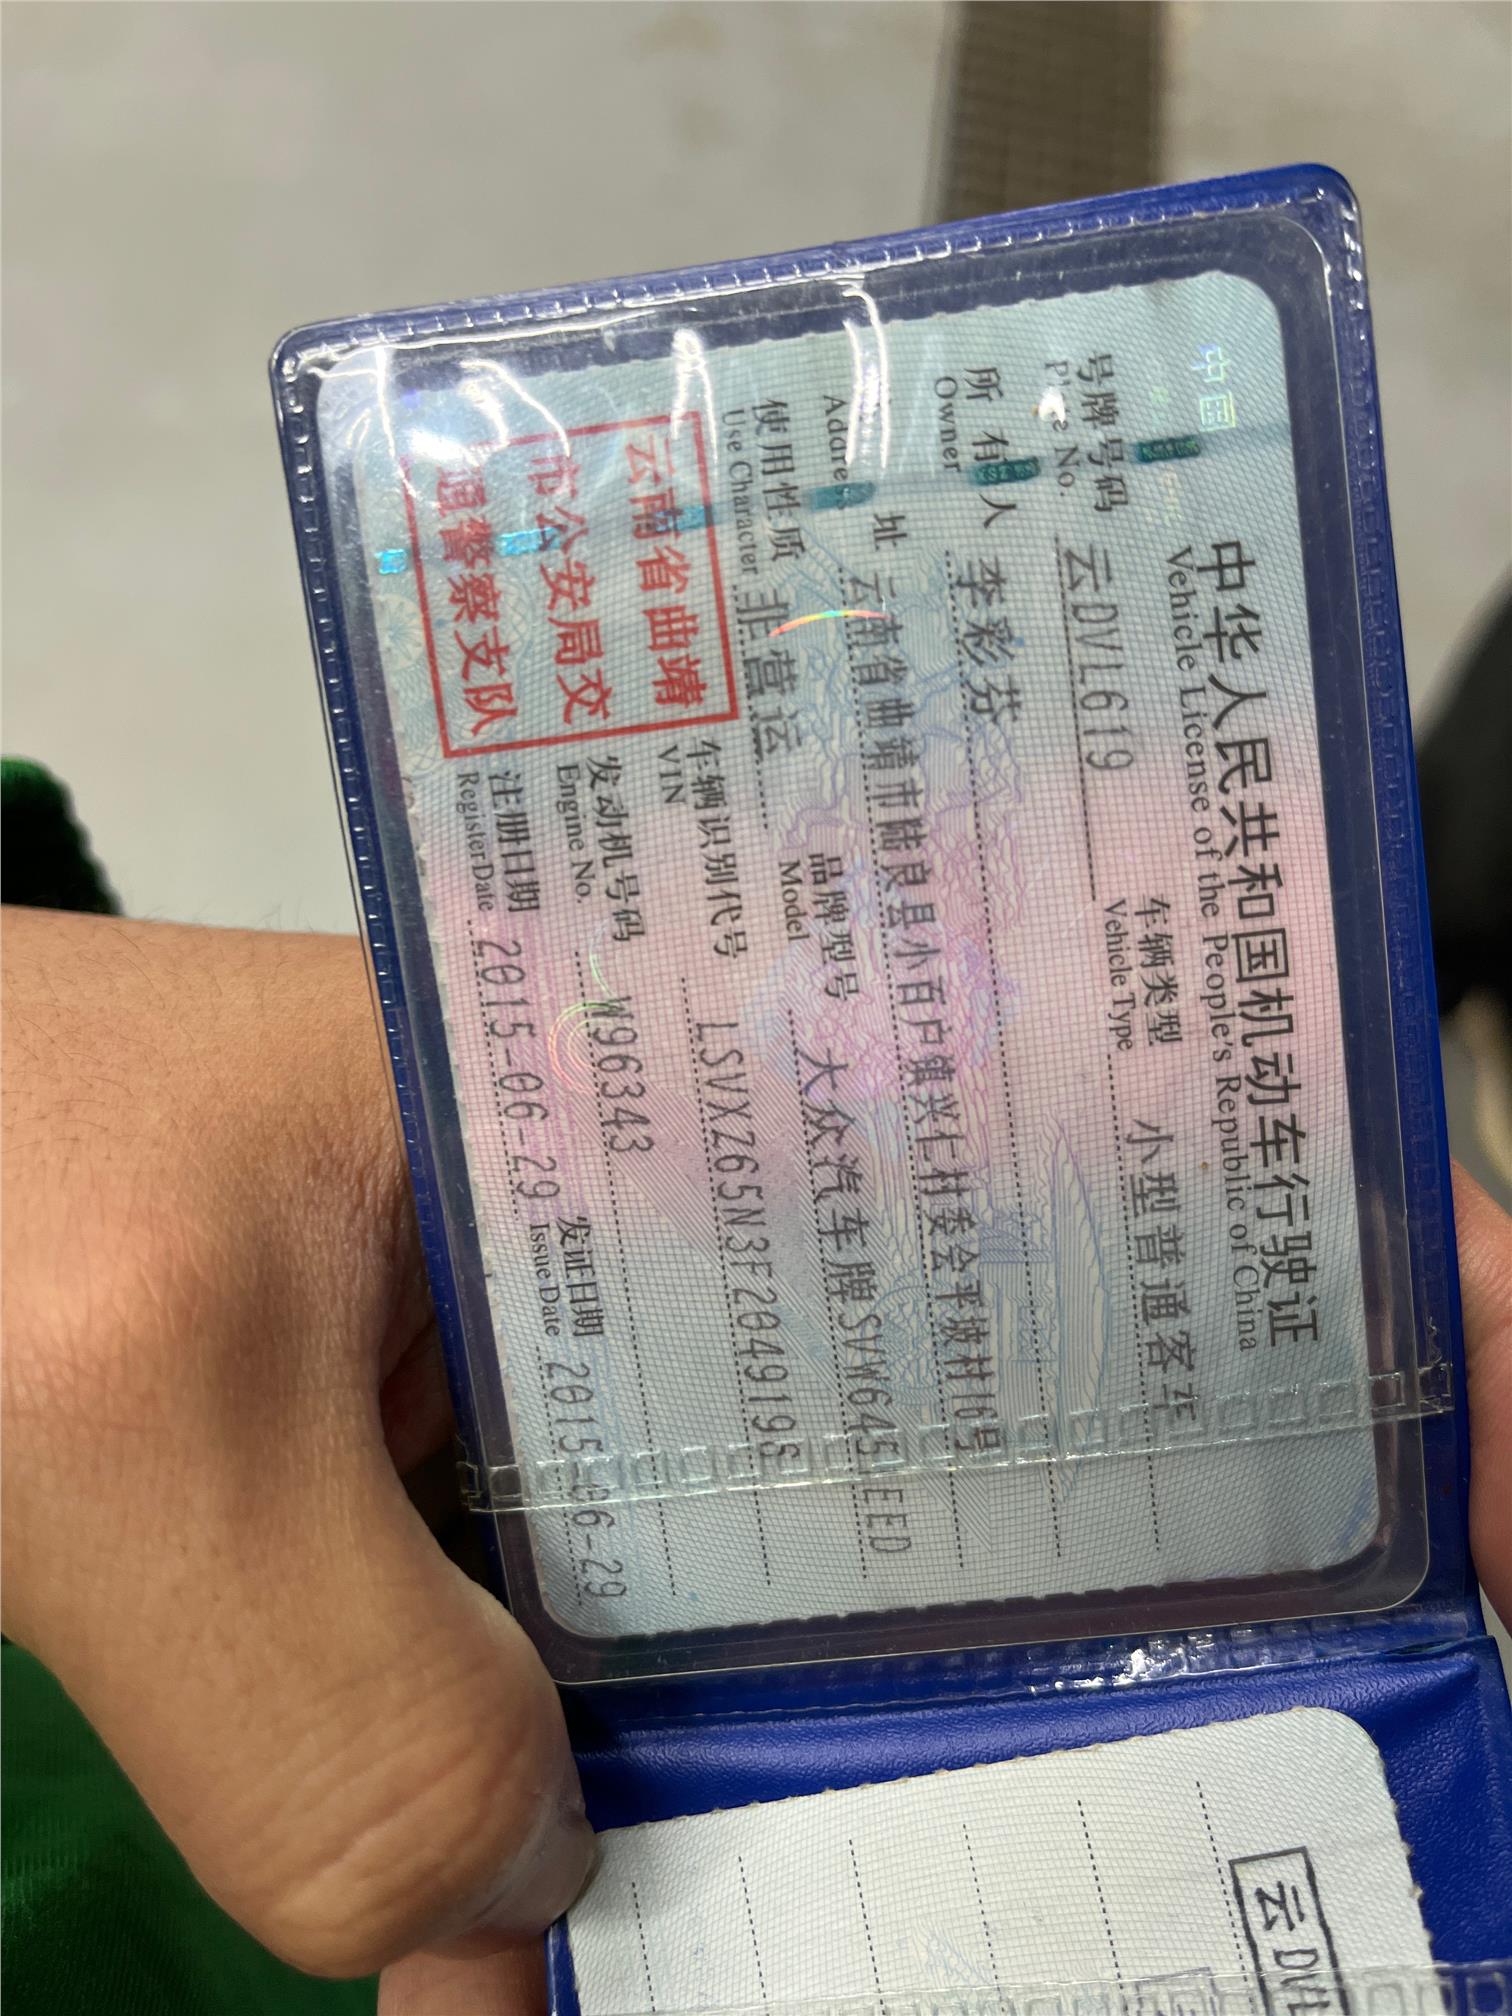 中国
中华人民共和国机动车行驶证
Vehicle License of the People's Republic of China
号牌号码 云DVL619 车辆类型 小型普通客车
Plate No. Vehicle Type
所有人 李彩芬
Owner
址 云南省曲靖市陆良县小百户镇兴仁村委会平坡村16号
Address
使用性质 非营运 品牌型号 大众汽车牌SVW6451EED
Use Character Model
云南省曲靖
市公安局交
通警察支队
车辆识别代号 LSVXZ65N3F2049196
VIN
发动机号码 W96343
Engine No.
注册日期 2015-06-29 发证日期 2015-06-29
RegisterDate Issue Date
云